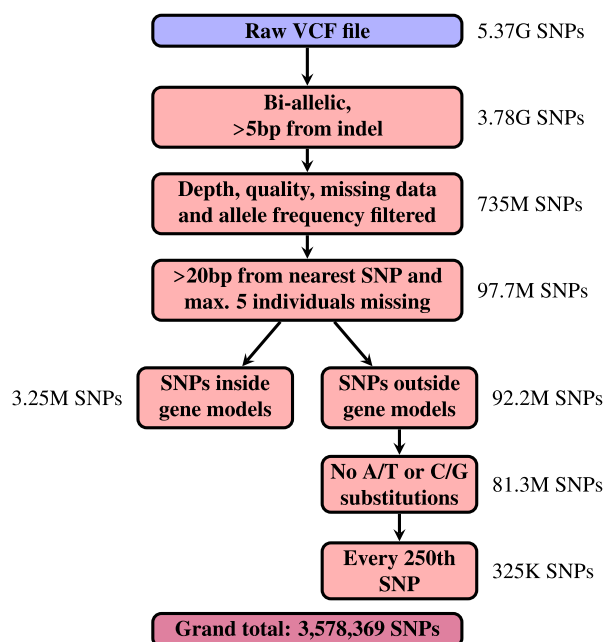 Raw VCF file
5.37G SNPs
Bi-allelic,
>5bp from indel
3.78G SNPs
Depth, quality, missing data
and allele frequency filtered
735M SNPs
>20bp from nearest SNP and
max. 5 individuals missing
97.7M SNPs
3.25M SNPs
SNPs inside
gene models
SNPs outside
gene models
92.2M SNPs
No A/T or C/G
substitutions
81.3M SNPs
Every 250th
SNP
325K SNPs
Grand total: 3,578,369 SNPs